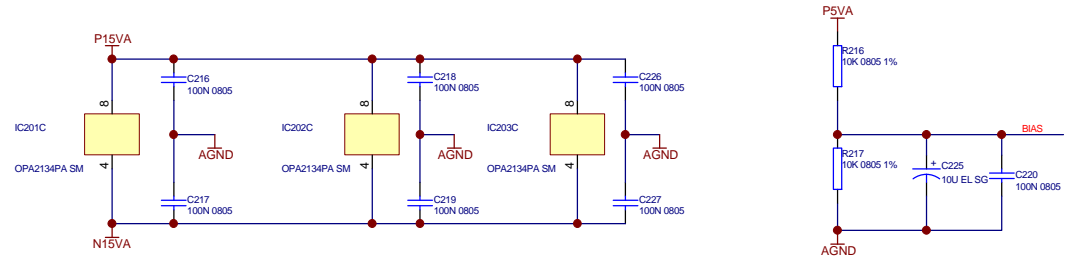 P15VA
C216
100N 0805
8
IC201C
4
OPA2134PA SM
AGND
C217
100N 0805
N15VA
C218
100N 0805
8
IC202C
4
OPA2134PA SM
AGND
C219
100N 0805
C226
100N 0805
8
IC203C
4
OPA2134PA SM
AGND
C227
100N 0805
P5VA
R216
10K 0805 1%
BIAS
R217
10K 0805 1%
+
C225
10U EL SG
C220
100N 0805
AGND